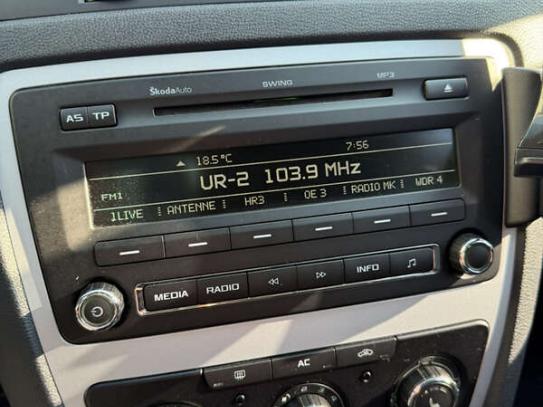 ŠkodaAuto SWING MP3
AS TP
18.5°C 7:56
UR-2 103.9 MHz
FM1
1LIVE ANTENNE HR3 OE 3 RADIO MK WDR 4
MEDIA RADIO INFO
AC